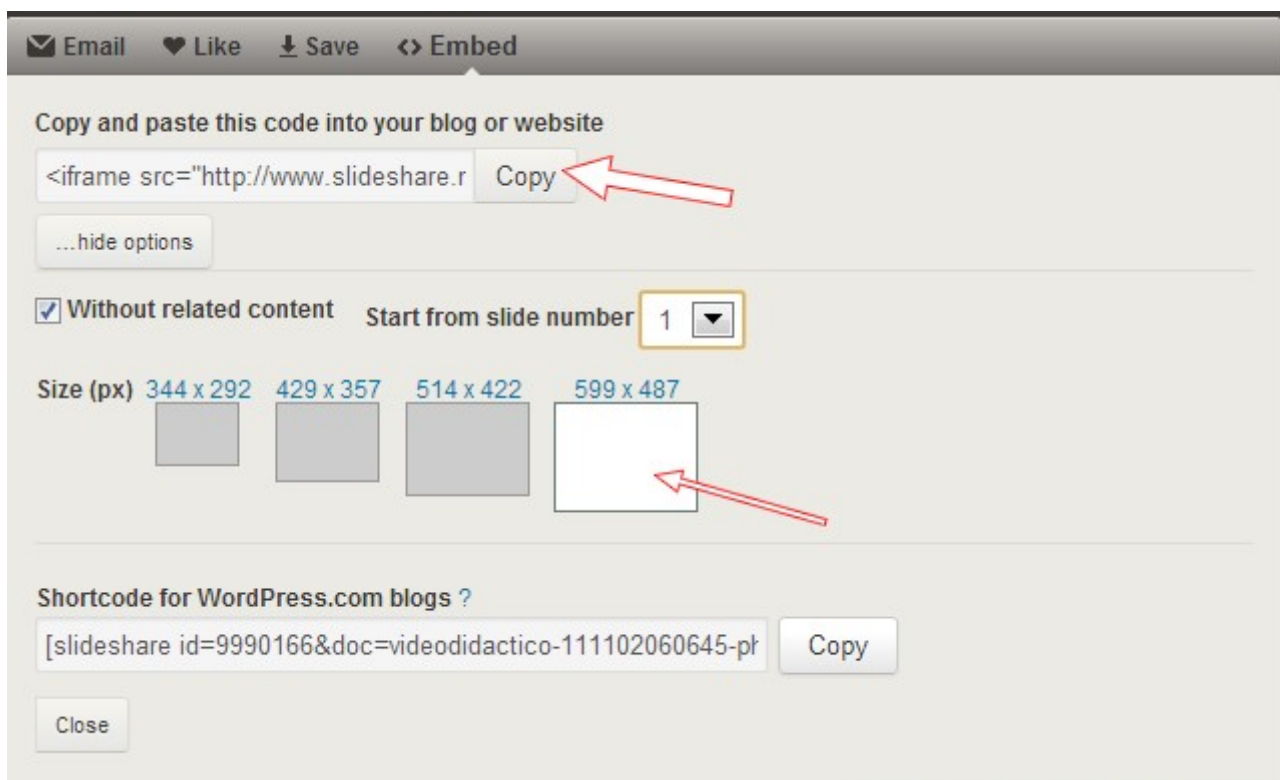 Email Like Save <> Embed
Copy and paste this code into your blog or website
<iframe src="http://www.slideshare.r Copy
...hide options
Without related content Start from slide number 1
Size (px) 344 x 292 429 x 357 514 x 422 599 x 487
Shortcode for WordPress.com blogs ?
[slideshare id=9990166&doc=videodidactico-111102060645-ph Copy
Close